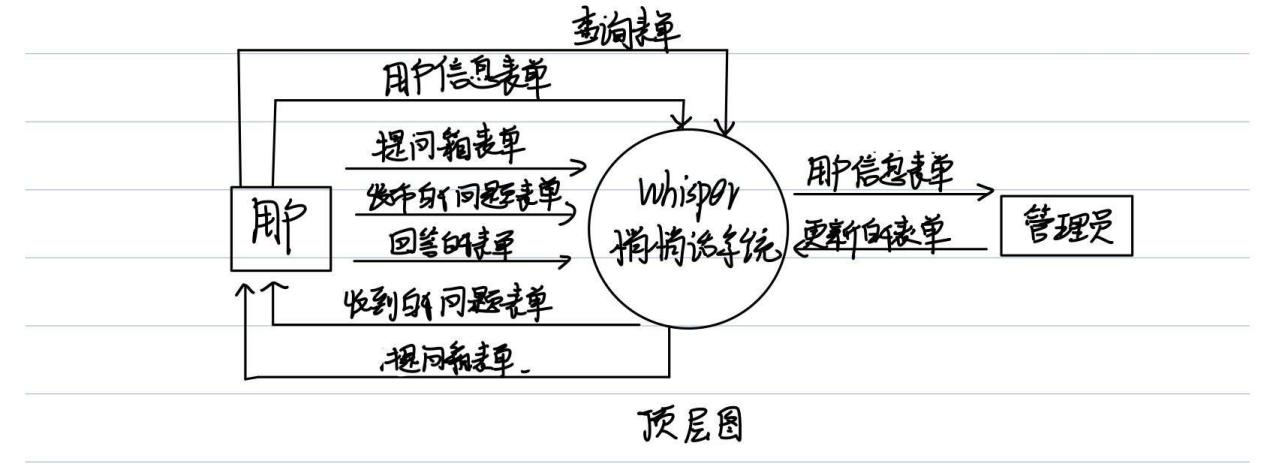 查询表单
用户信息表单
提问箱表单
发布的问题表单
回答的表单
收到的问题表单
提问箱表单
用户
whisper
悄悄话系统
用户信息表单
更新的表单
管理员
顶层图